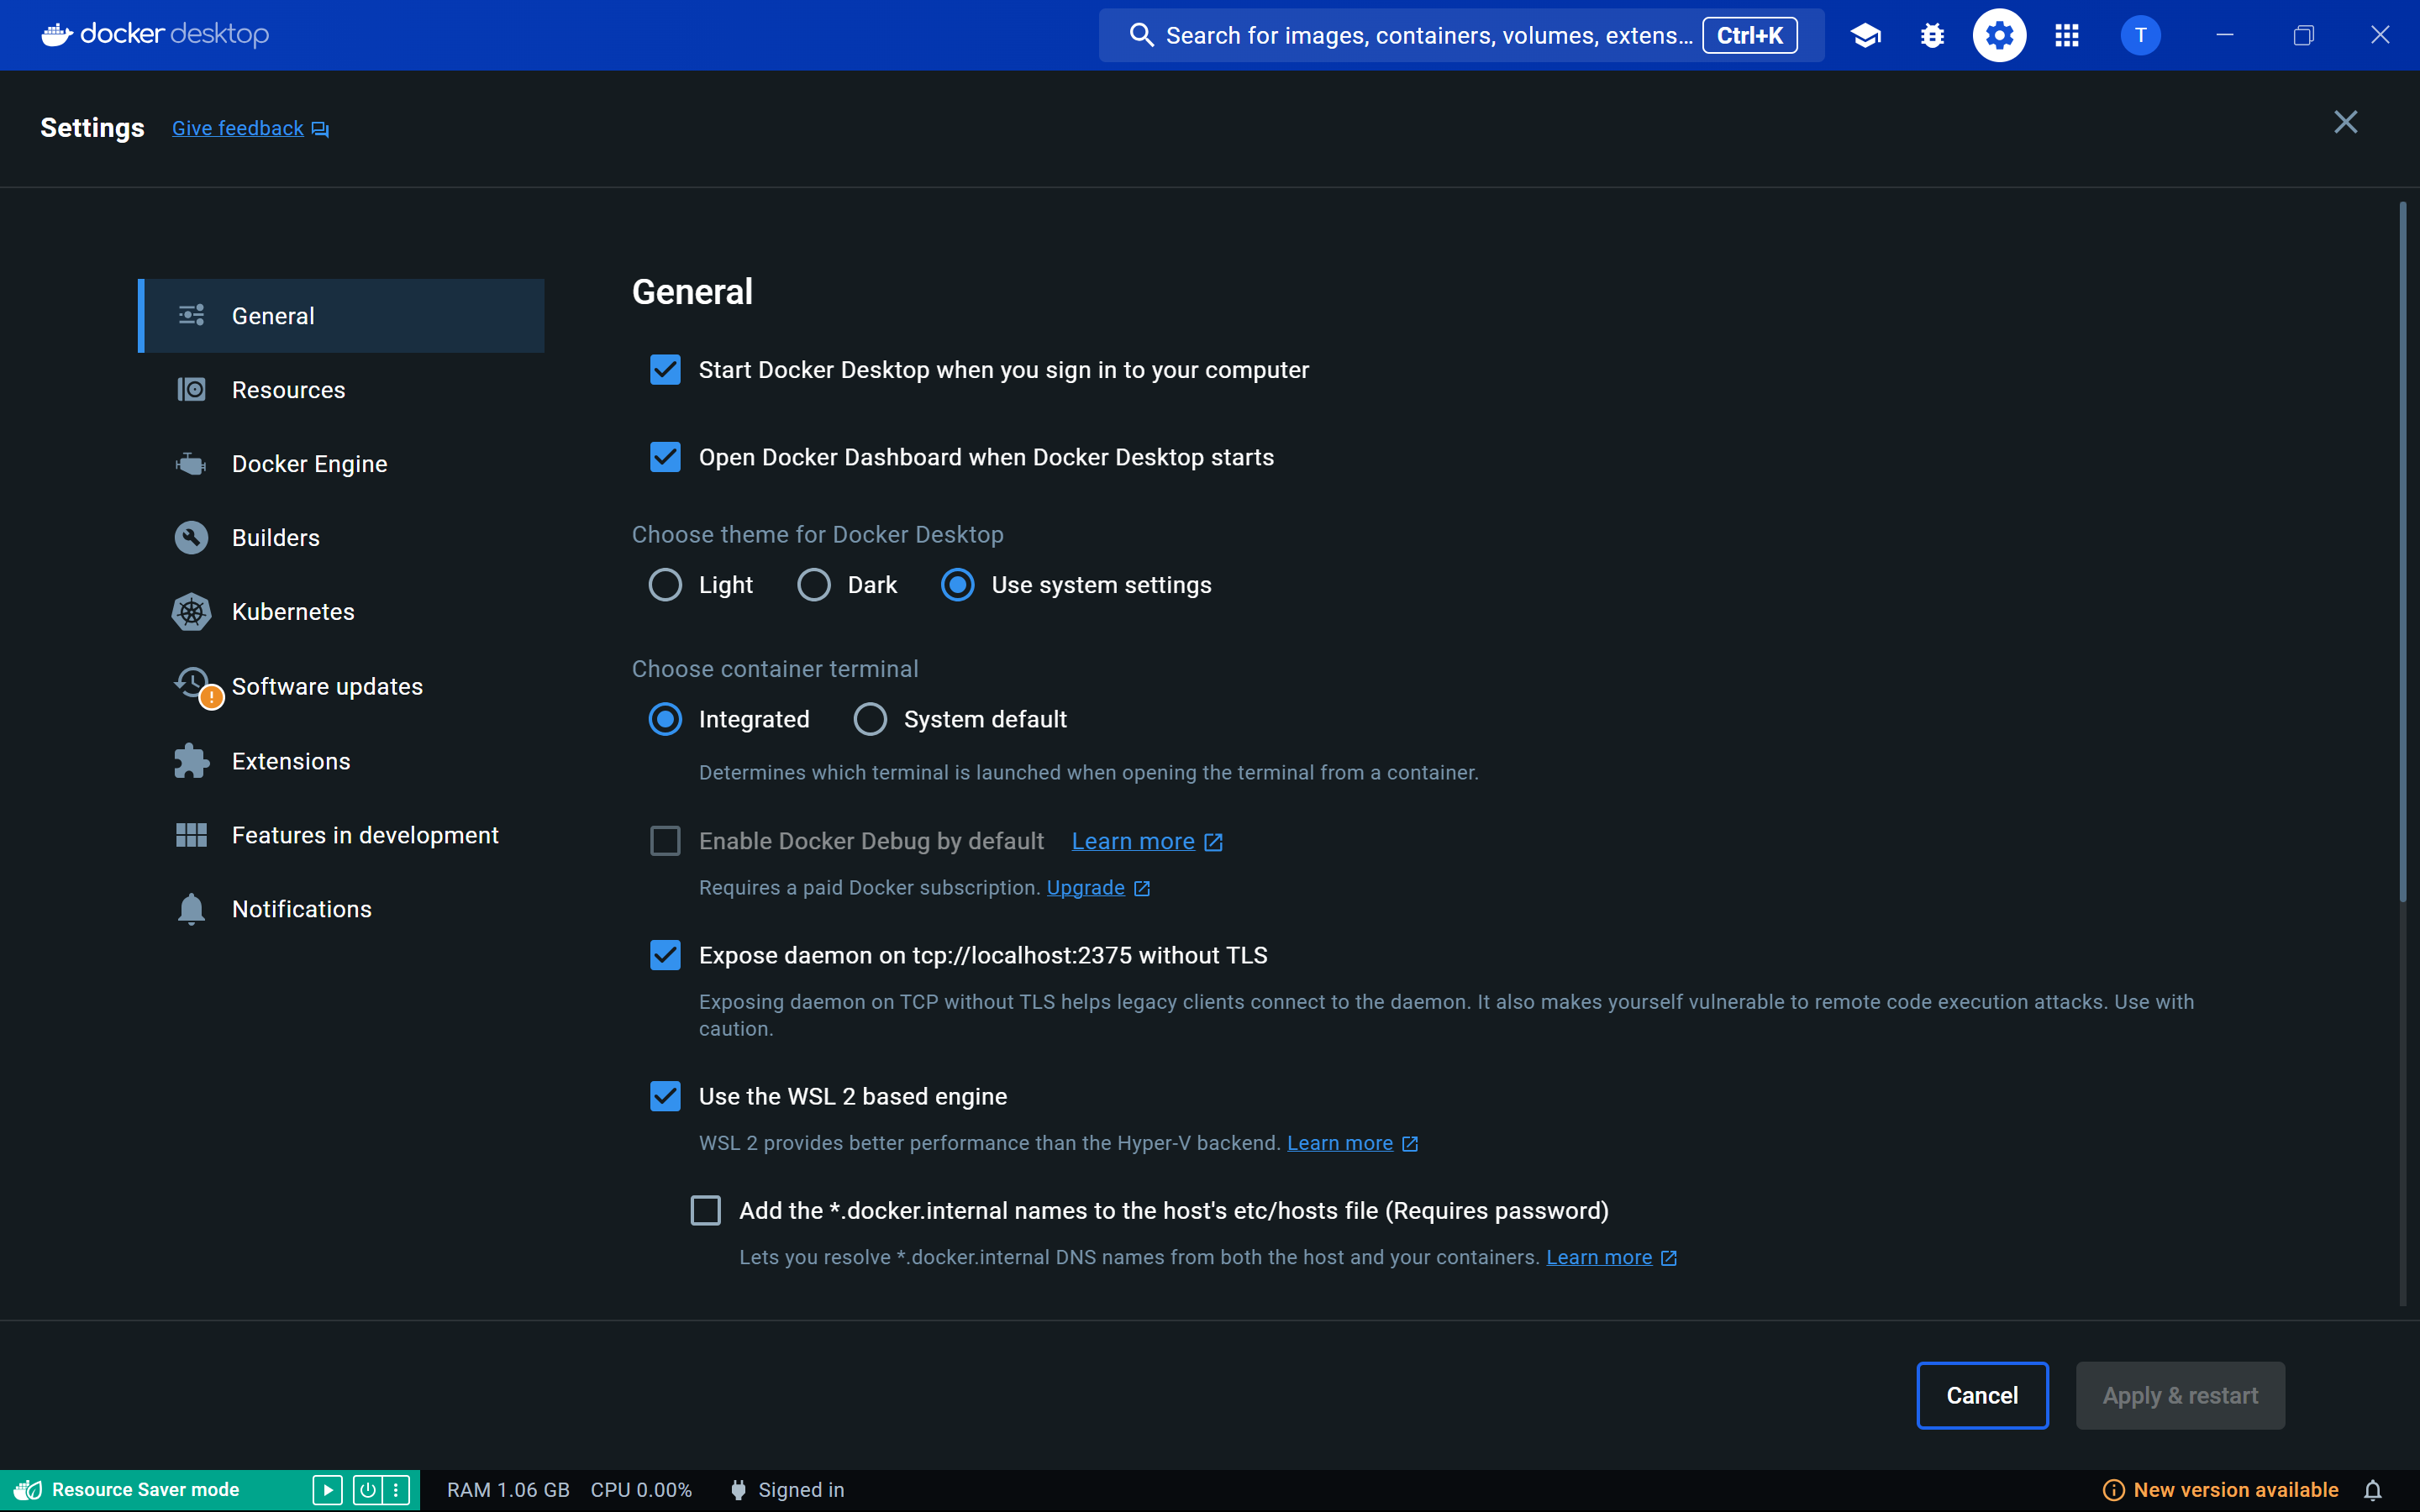 docker desktop
Search for images, containers, volumes, extens... Ctrl+K
T
Settings Give feedback
General
Resources
Docker Engine
Builders
Kubernetes
Software updates
Extensions
Features in development
Notifications
General
Start Docker Desktop when you sign in to your computer
Open Docker Dashboard when Docker Desktop starts
Choose theme for Docker Desktop
Light Dark Use system settings
Choose container terminal
Integrated System default
Determines which terminal is launched when opening the terminal from a container.
Enable Docker Debug by default Learn more
Requires a paid Docker subscription. Upgrade
Expose daemon on tcp://localhost:2375 without TLS
Exposing daemon on TCP without TLS helps legacy clients connect to the daemon. It also makes yourself vulnerable to remote code execution attacks. Use with
caution.
Use the WSL 2 based engine
WSL 2 provides better performance than the Hyper-V backend. Learn more
Add the *.docker.internal names to the host's etc/hosts file (Requires password)
Lets you resolve *.docker.internal DNS names from both the host and your containers. Learn more
Cancel Apply & restart
Resource Saver mode RAM 1.06 GB CPU 0.00% Signed in New version available